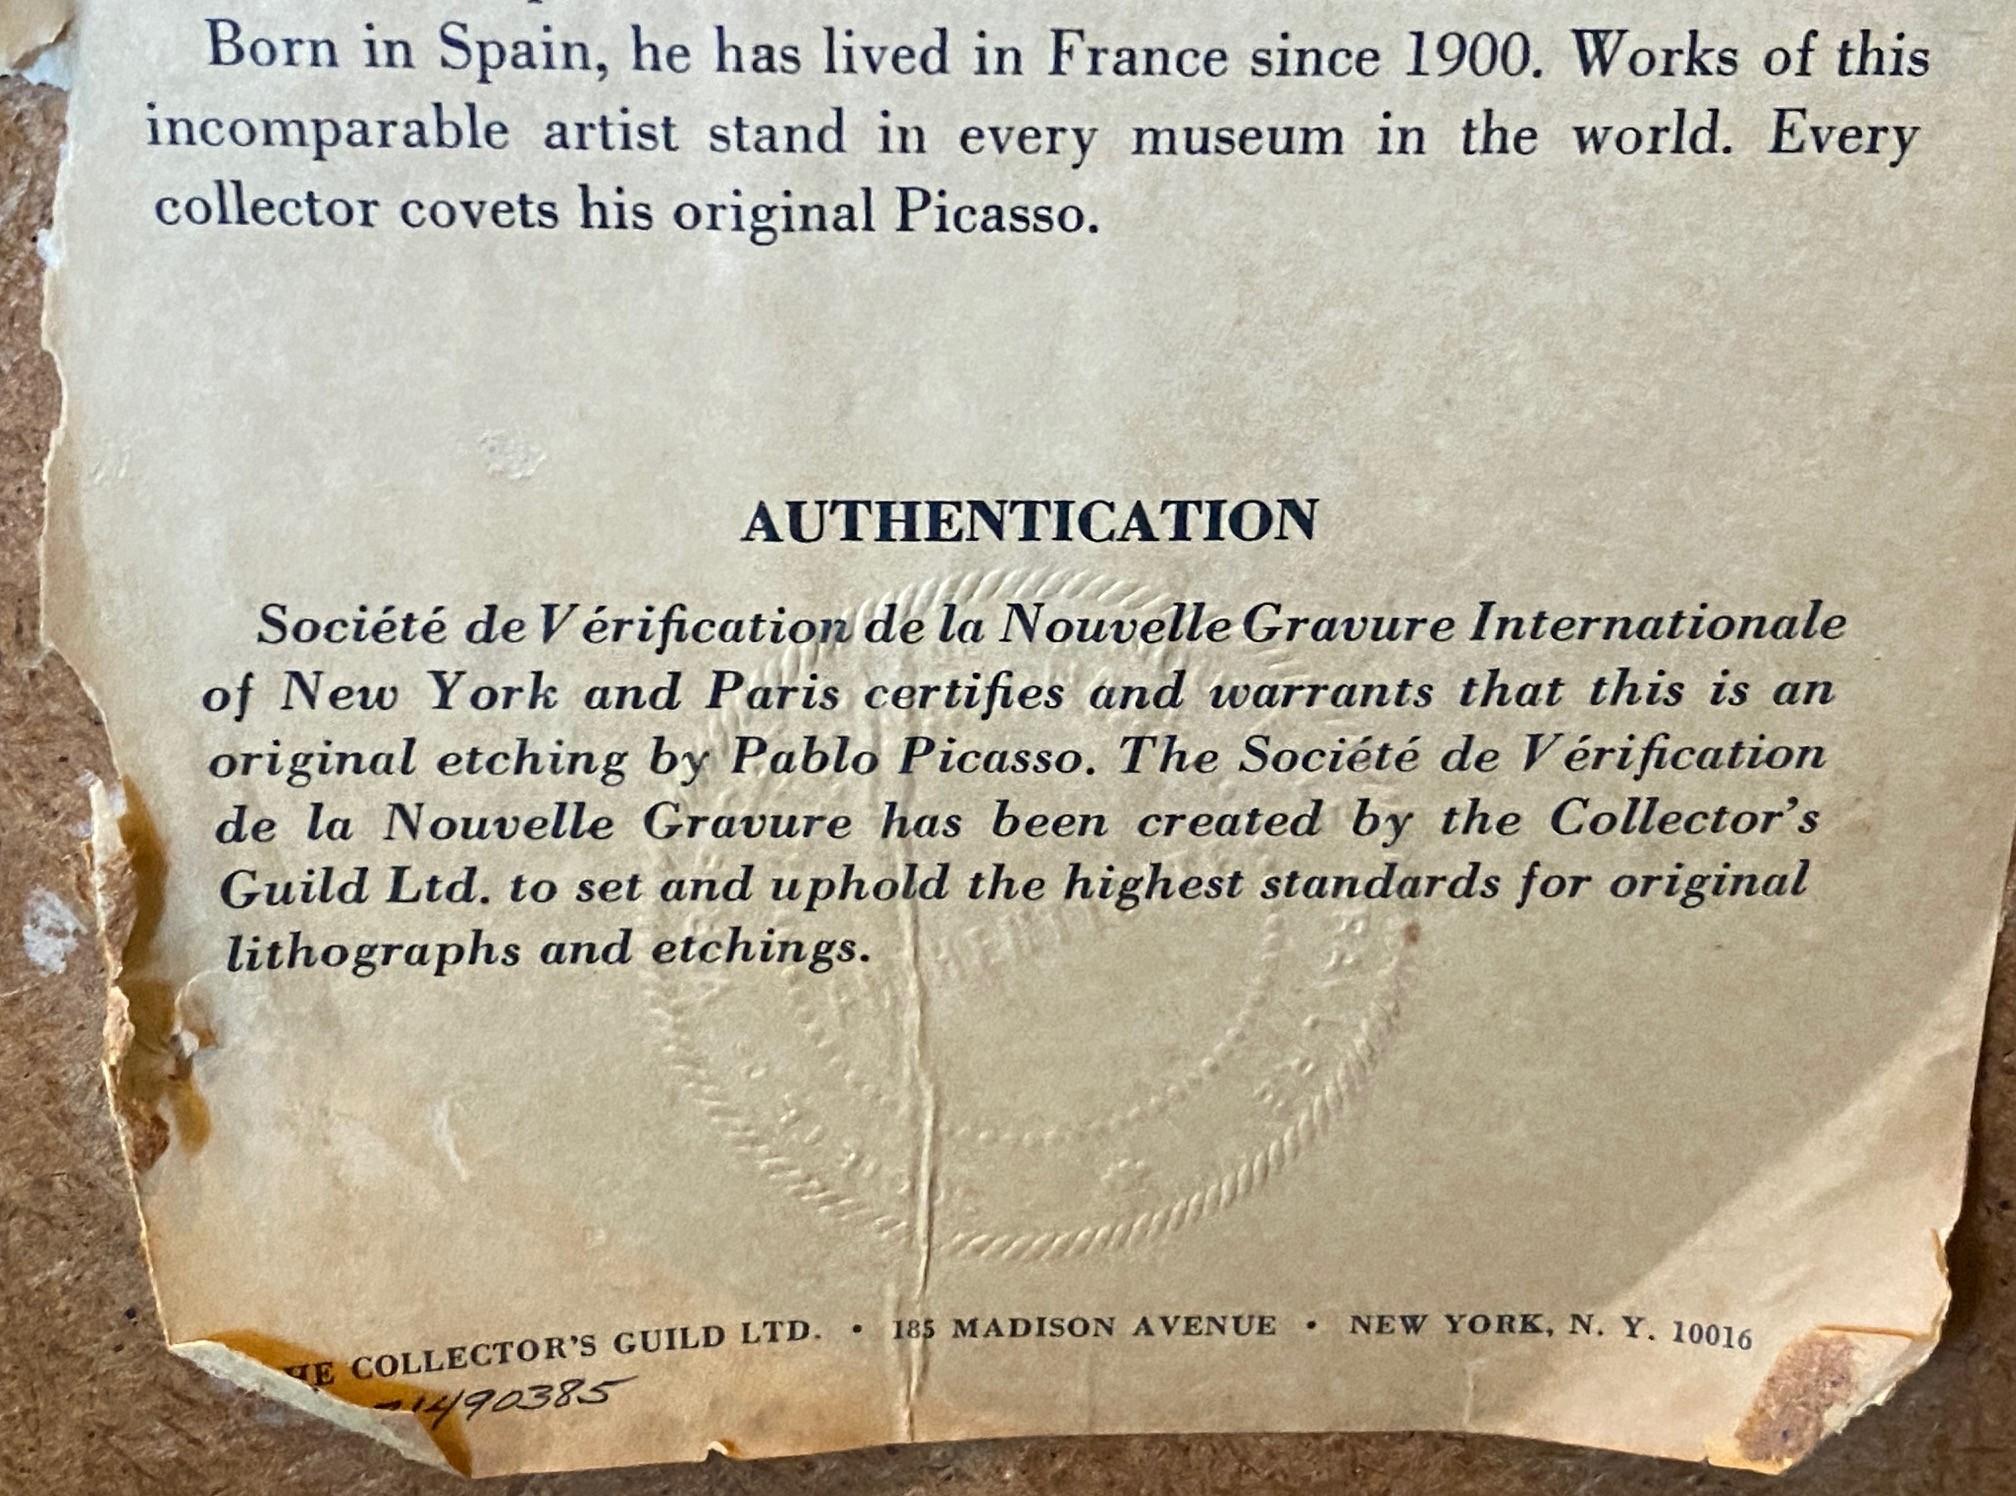 Born in Spain, he has lived in France since 1900. Works of this
incomparable artist stand in every museum in the world. Every
collector covets his original Picasso.
AUTHENTICATION
Société de Vérification de la Nouvelle Gravure Internationale
of New York and Paris certifies and warrants that this is an
original etching by Pablo Picasso. The Société de Vérification
de la Nouvelle Gravure has been created by the Collector's
Guild Ltd. to set and uphold the highest standards for original
lithographs and etchings.
HE COLLECTOR'S GUILD LTD. • 185 MADISON AVENUE • NEW YORK, N. Y. 10016
1490385